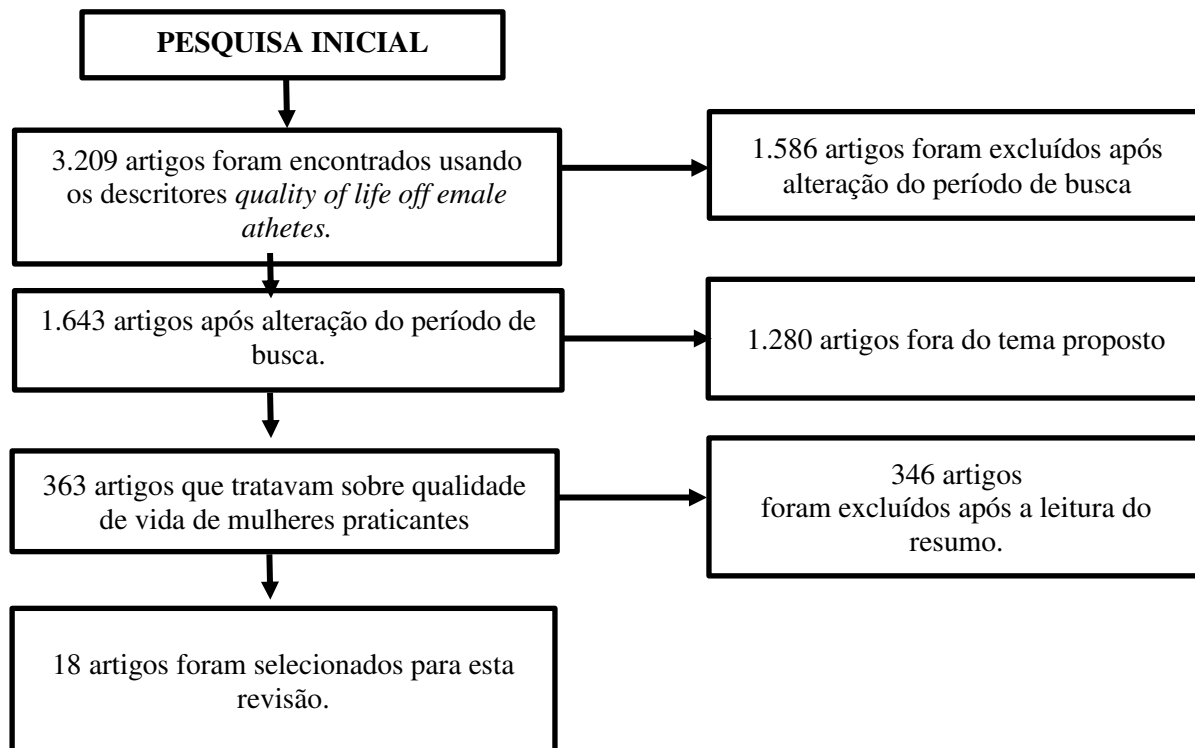 PESQUISA INICIAL
3.209 artigos foram encontrados usando
os descritores quality of life off emale
athetes.
1.586 artigos foram excluídos após
alteração do período de busca
1.643 artigos após alteração do período de
busca.
1.280 artigos fora do tema proposto
363 artigos que tratavam sobre qualidade
de vida de mulheres praticantes
346 artigos
foram excluídos após a leitura do
resumo.
18 artigos foram selecionados para esta
revisão.